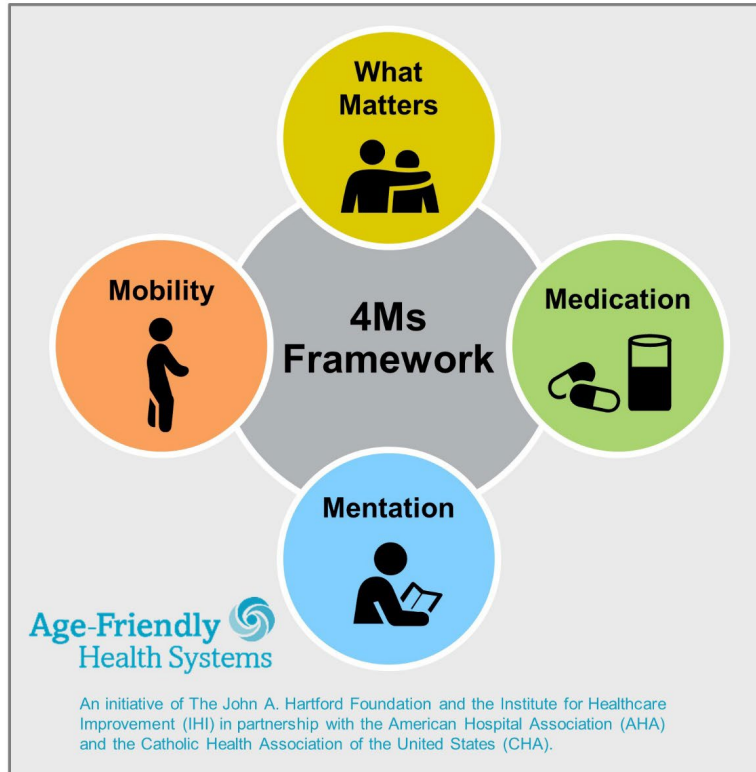 What
Matters
Mobility
4Ms
Framework
Medication
Mentation
Age-Friendly
Health Systems
An initiative of The John A. Hartford Foundation and the Institute for Healthcare
Improvement (IHI) in partnership with the American Hospital Association (AHA)
and the Catholic Health Association of the United States (CHA).